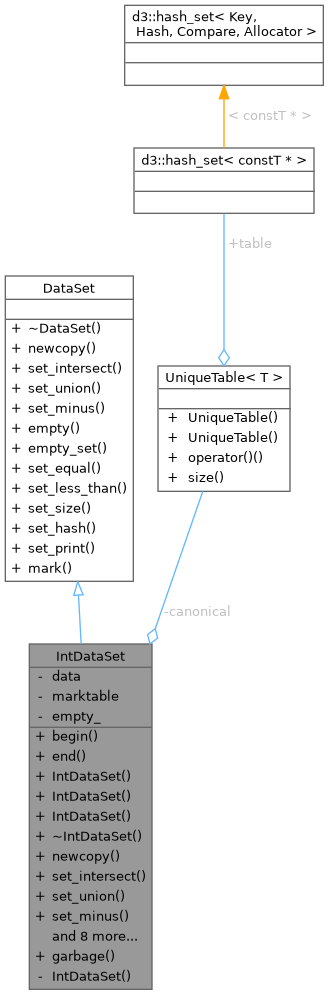 d3::hash_set< Key,
Hash, Compare, Allocator >
< constT * >
d3::hash_set< constT * >
+table
DataSet
+ ~DataSet()
+ newcopy()
+ set_intersect()
+ set_union()
+ set_minus()
+ empty()
+ empty_set()
+ set_equal()
+ set_less_than()
+ set_size()
+ set_hash()
+ set_print()
+ mark()
UniqueTable< T >
+ UniqueTable()
+ UniqueTable()
+ operator()()
+ size()
-canonical
IntDataSet
- data
- marktable
- empty_
+ begin()
+ end()
+ IntDataSet()
+ IntDataSet()
+ IntDataSet()
+ ~IntDataSet()
+ newcopy()
+ set_intersect()
+ set_union()
+ set_minus()
and 8 more...
+ garbage()
- IntDataSet()